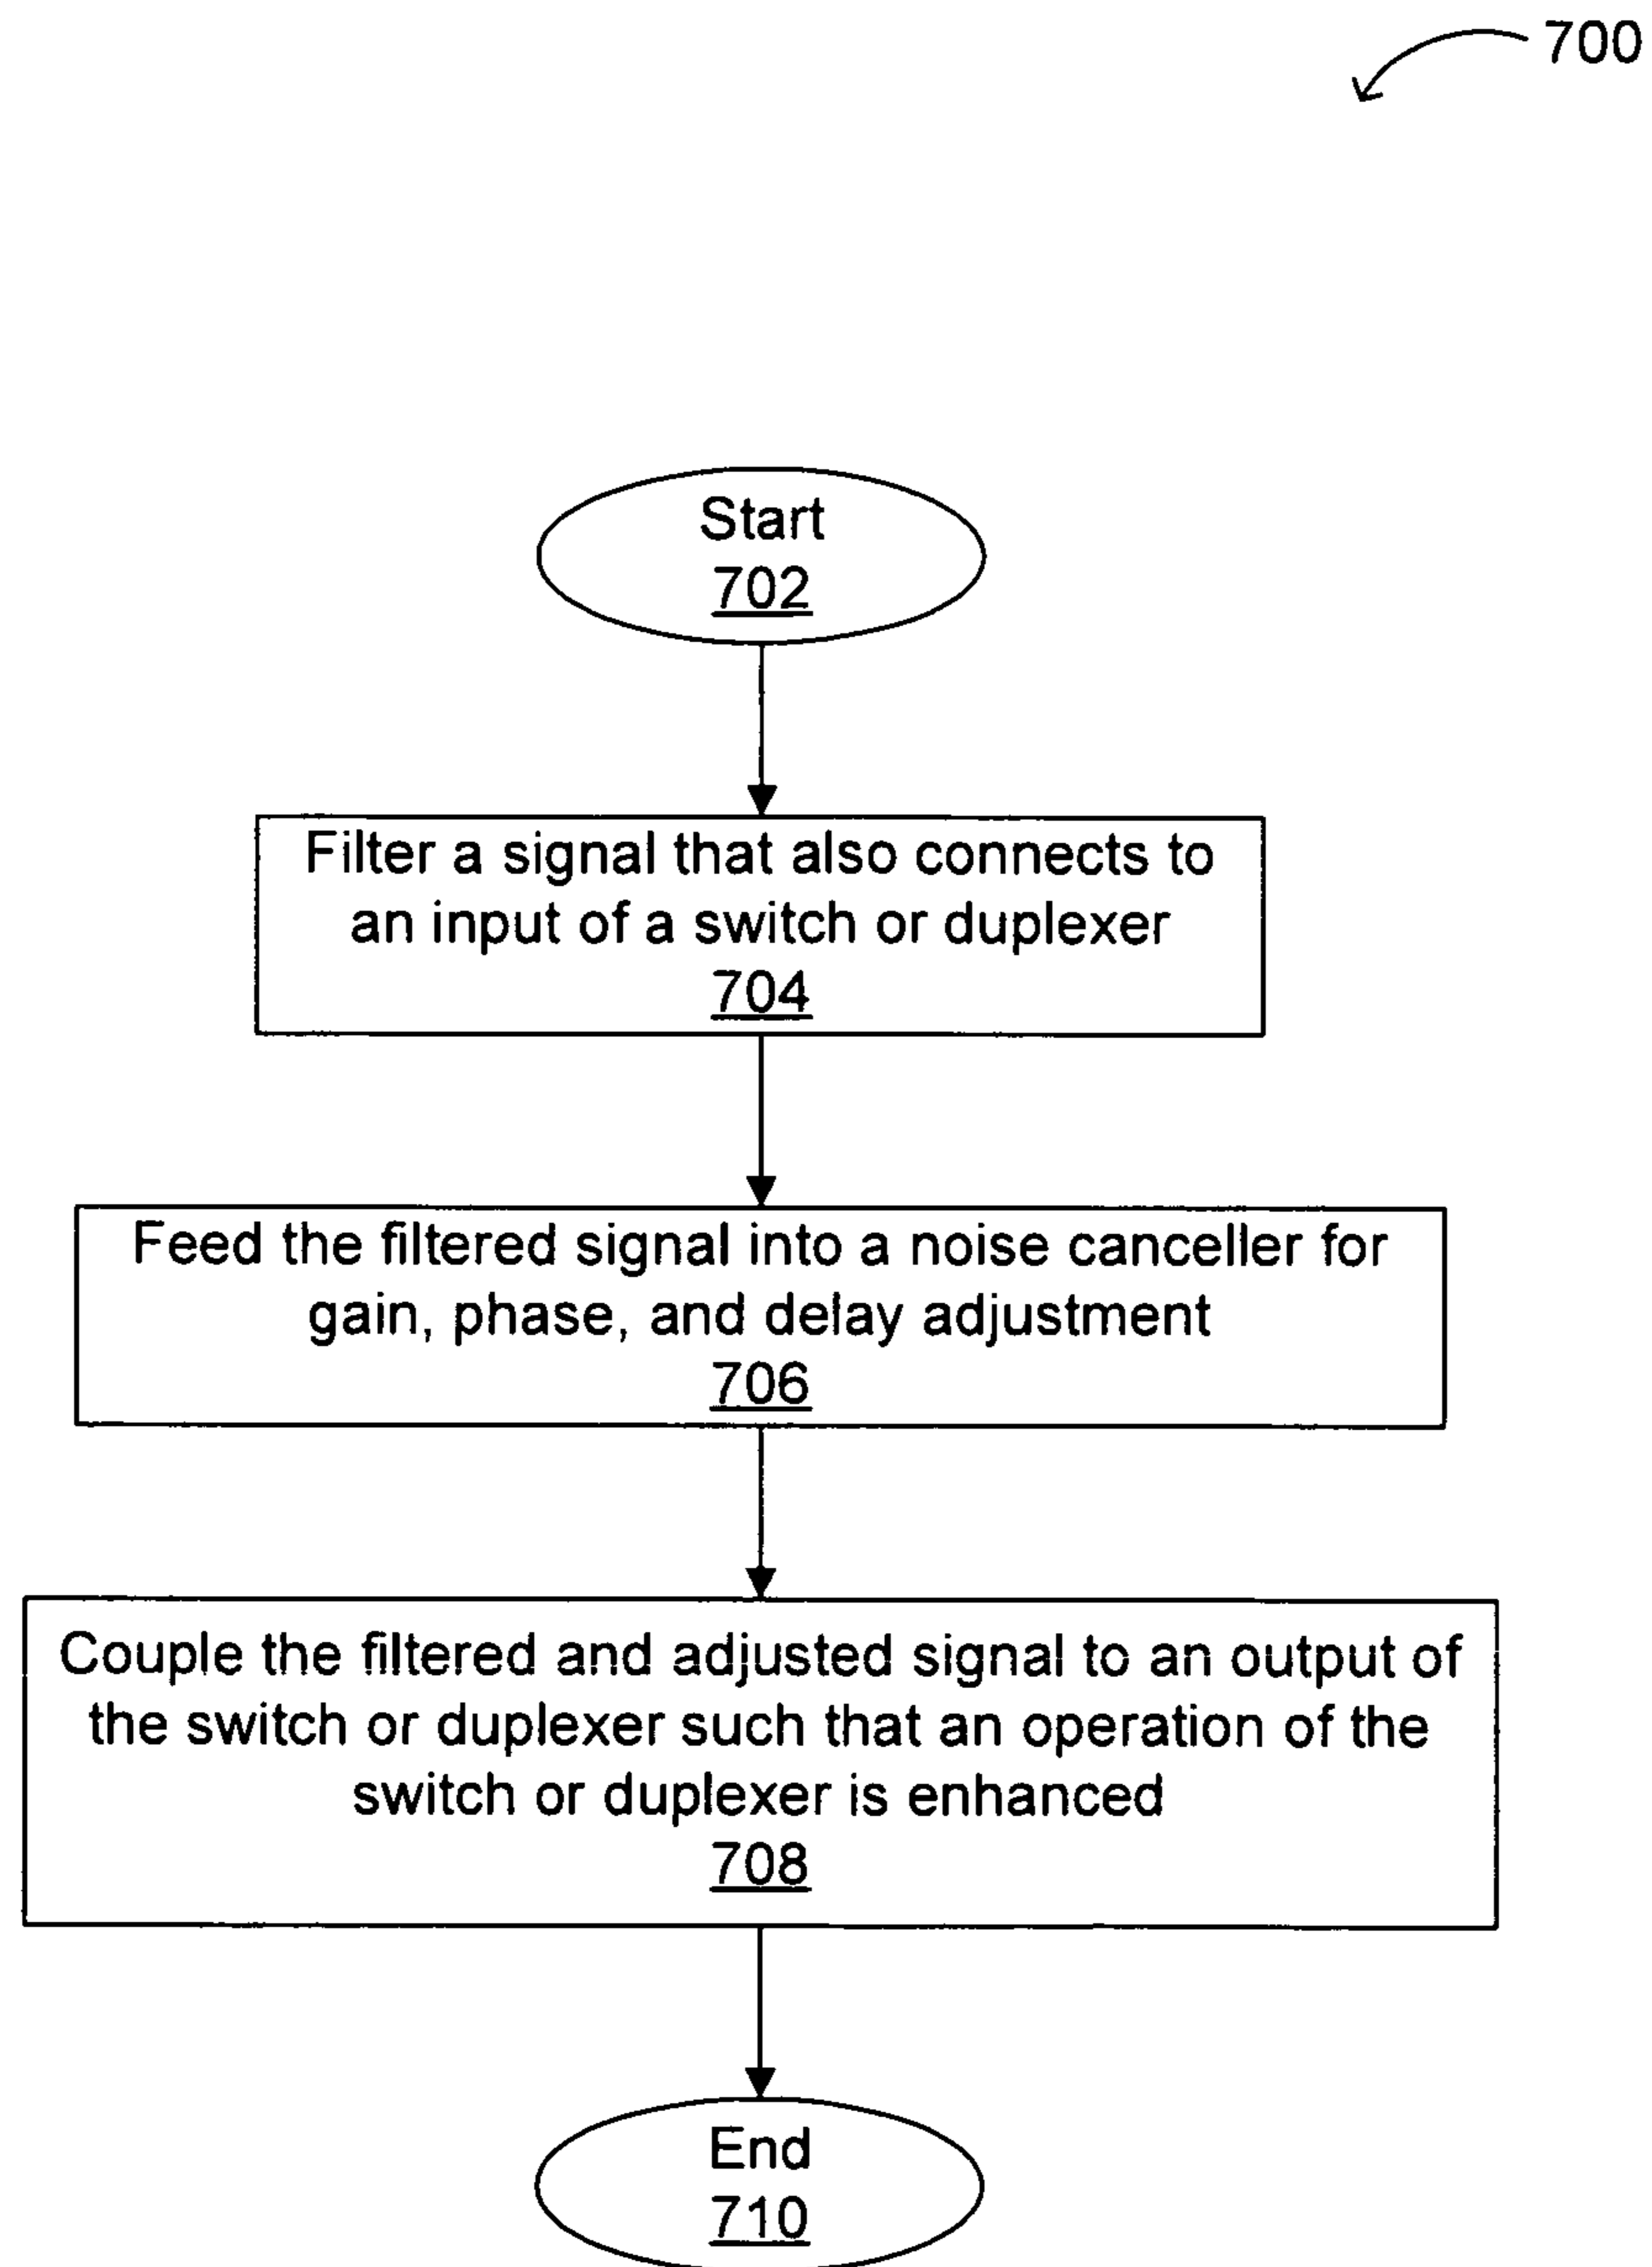 700
Start
702
Filter a signal that also connects to
an input of a switch or duplexer
704
Feed the filtered signal into a noise canceller for
gain, phase, and delay adjustment
706
Couple the filtered and adjusted signal to an output of
the switch or duplexer such that an operation of the
switch or duplexer is enhanced
708
End
710